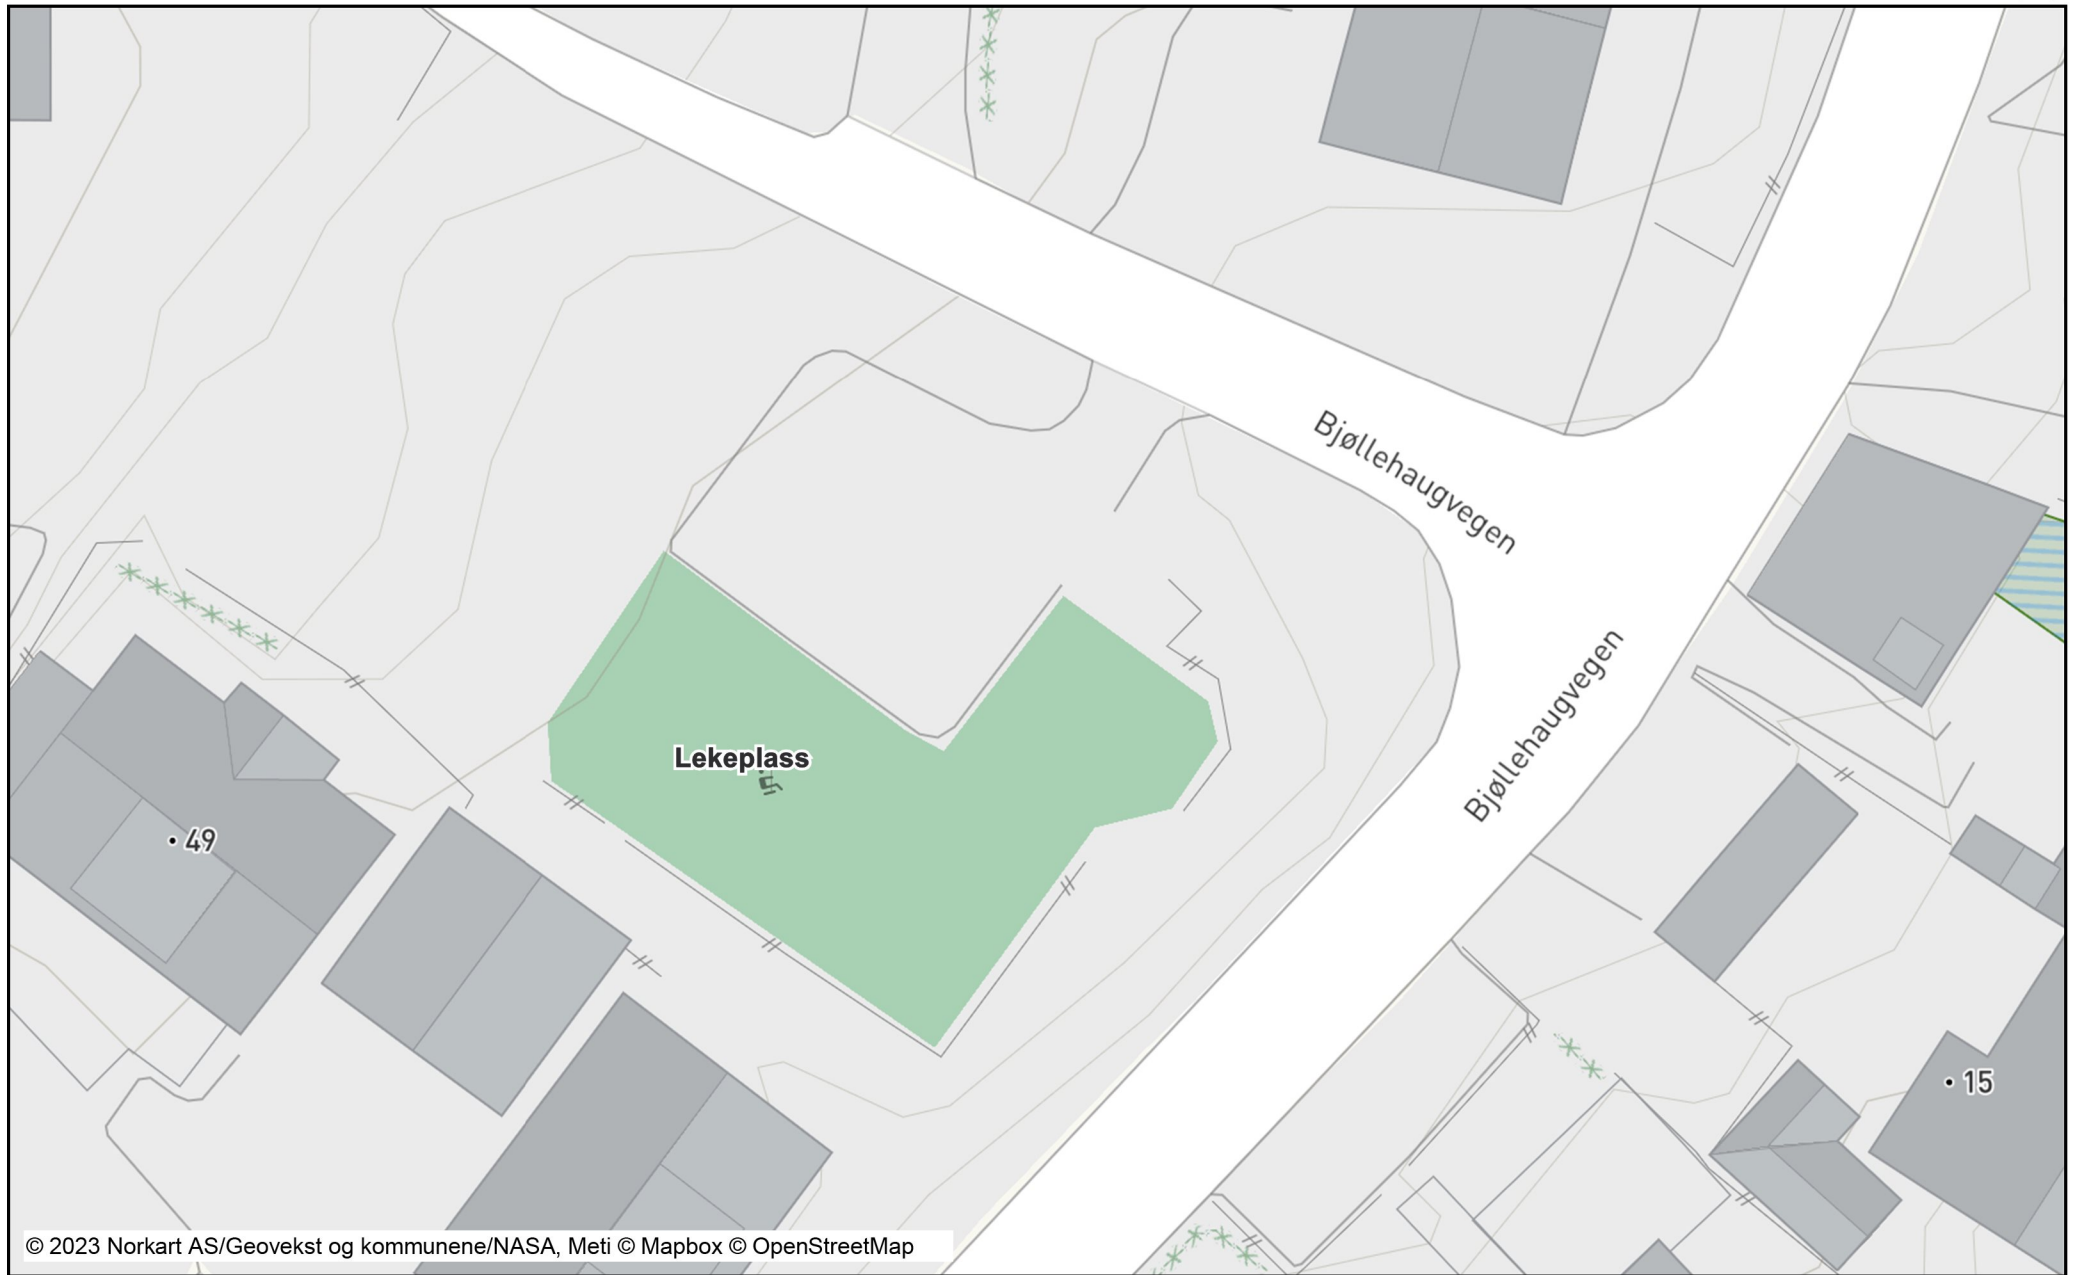 Bjøllehaugvegen
Bjøllehaugvegen
Lekeplass
49
15
© 2023 Norkart AS/Geovekst og kommunene/NASA, Meti © Mapbox © OpenStreetMap